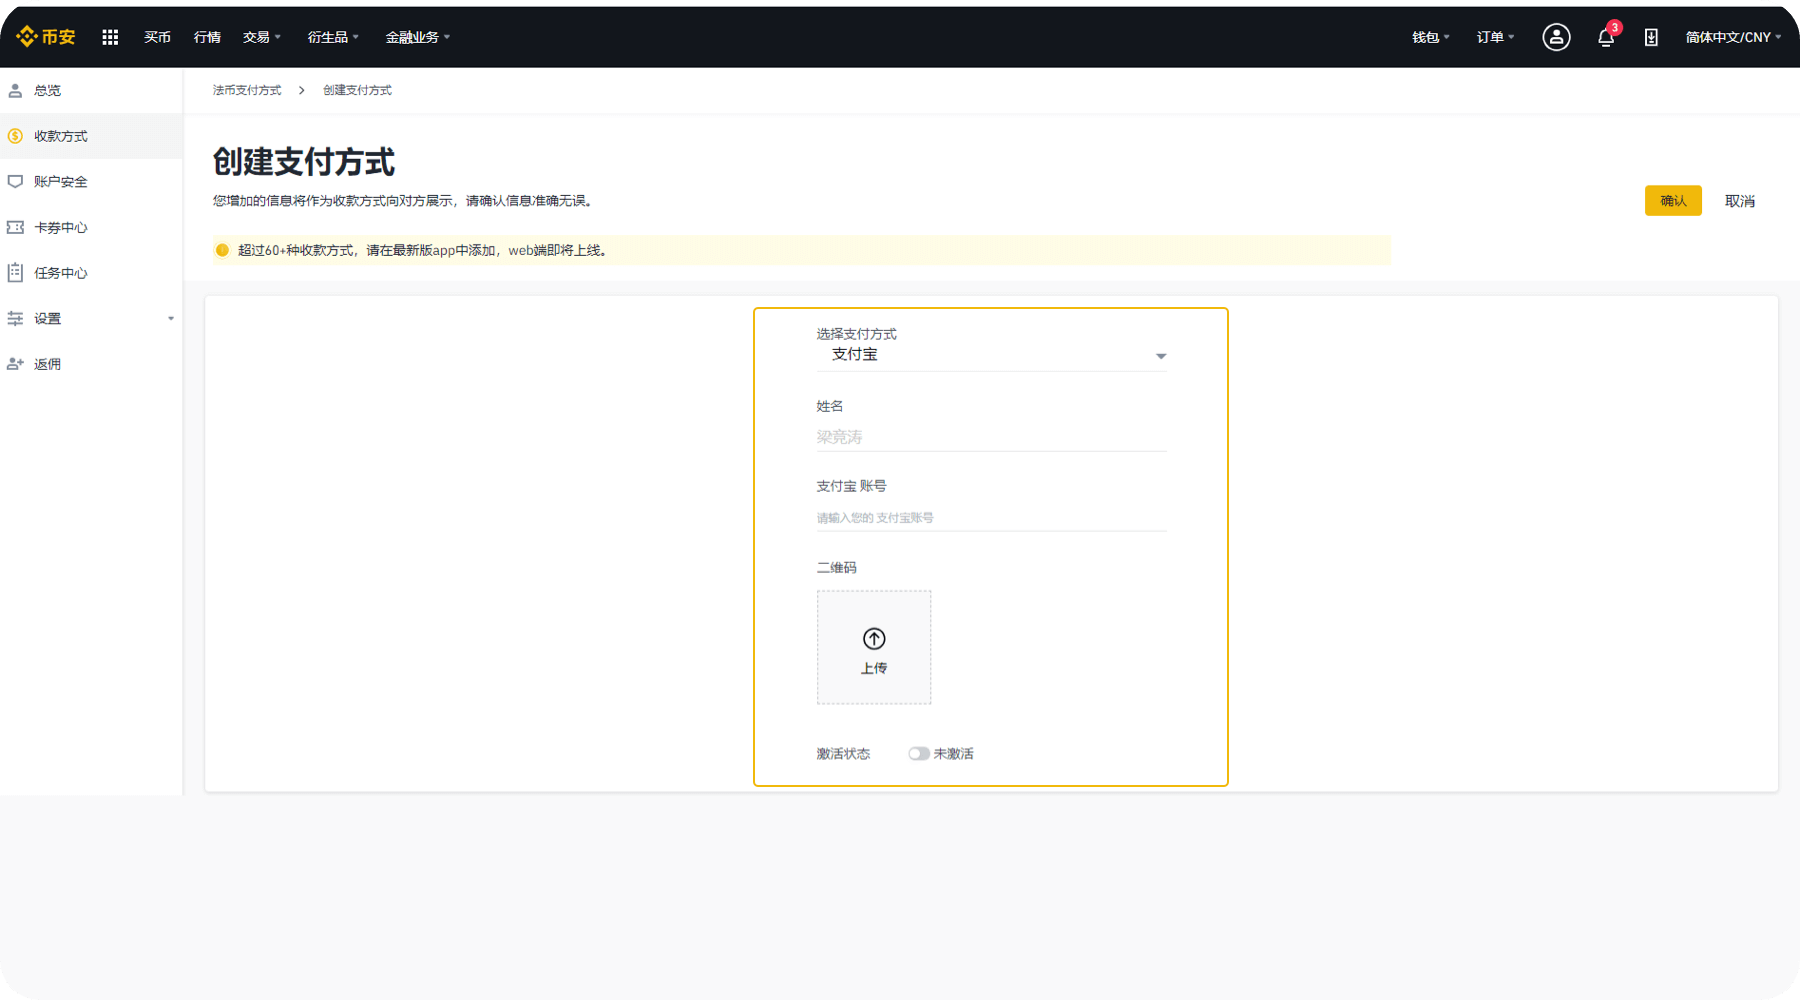 币安 买币 行情 交易 衍生品 金融业务 钱包 订单 3 简体中文/CNY
总览
收款方式
账户安全
卡券中心
任务中心
设置
返佣
法币支付方式 > 创建支付方式
创建支付方式
您增加的信息将作为收款方式向对方展示，请确认信息准确无误。
确认 取消
超过60+种收款方式，请在最新版app中添加，web端即将上线。
选择支付方式
支付宝
姓名
梁竞涛
支付宝 账号
请输入您的 支付宝账号
二维码
上传
激活状态 未激活